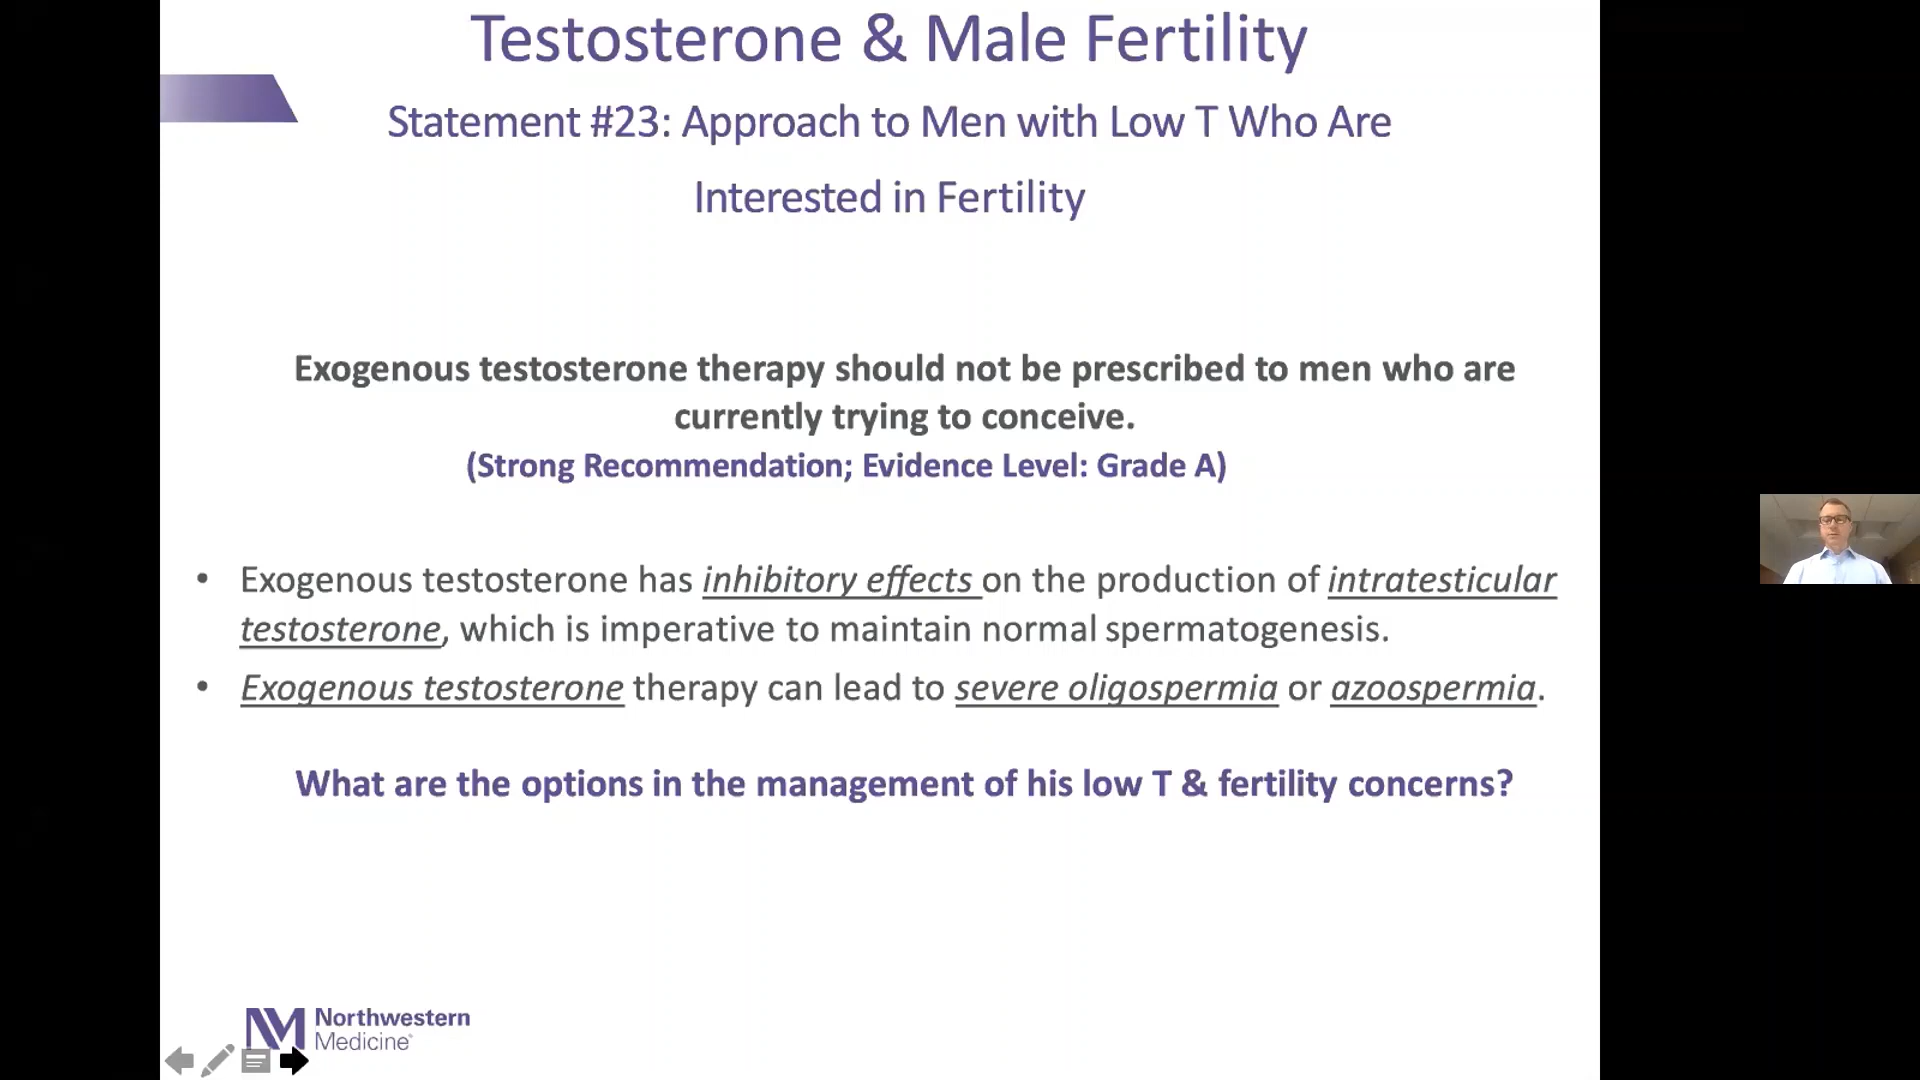 Testosterone & Male Fertility
Statement #23: Approach to Men with Low T Who Are
Interested in Fertility
Exogenous testosterone therapy should not be prescribed to men who are
currently trying to conceive.
(Strong Recommendation; Evidence Level: Grade A)
• Exogenous testosterone has inhibitory effects on the production of intratesticular
testosterone, which is imperative to maintain normal spermatogenesis.
• Exogenous testosterone therapy can lead to severe oligospermia or azoospermia.
What are the options in the management of his low T & fertility concerns?
NM Northwestern
Medicine®